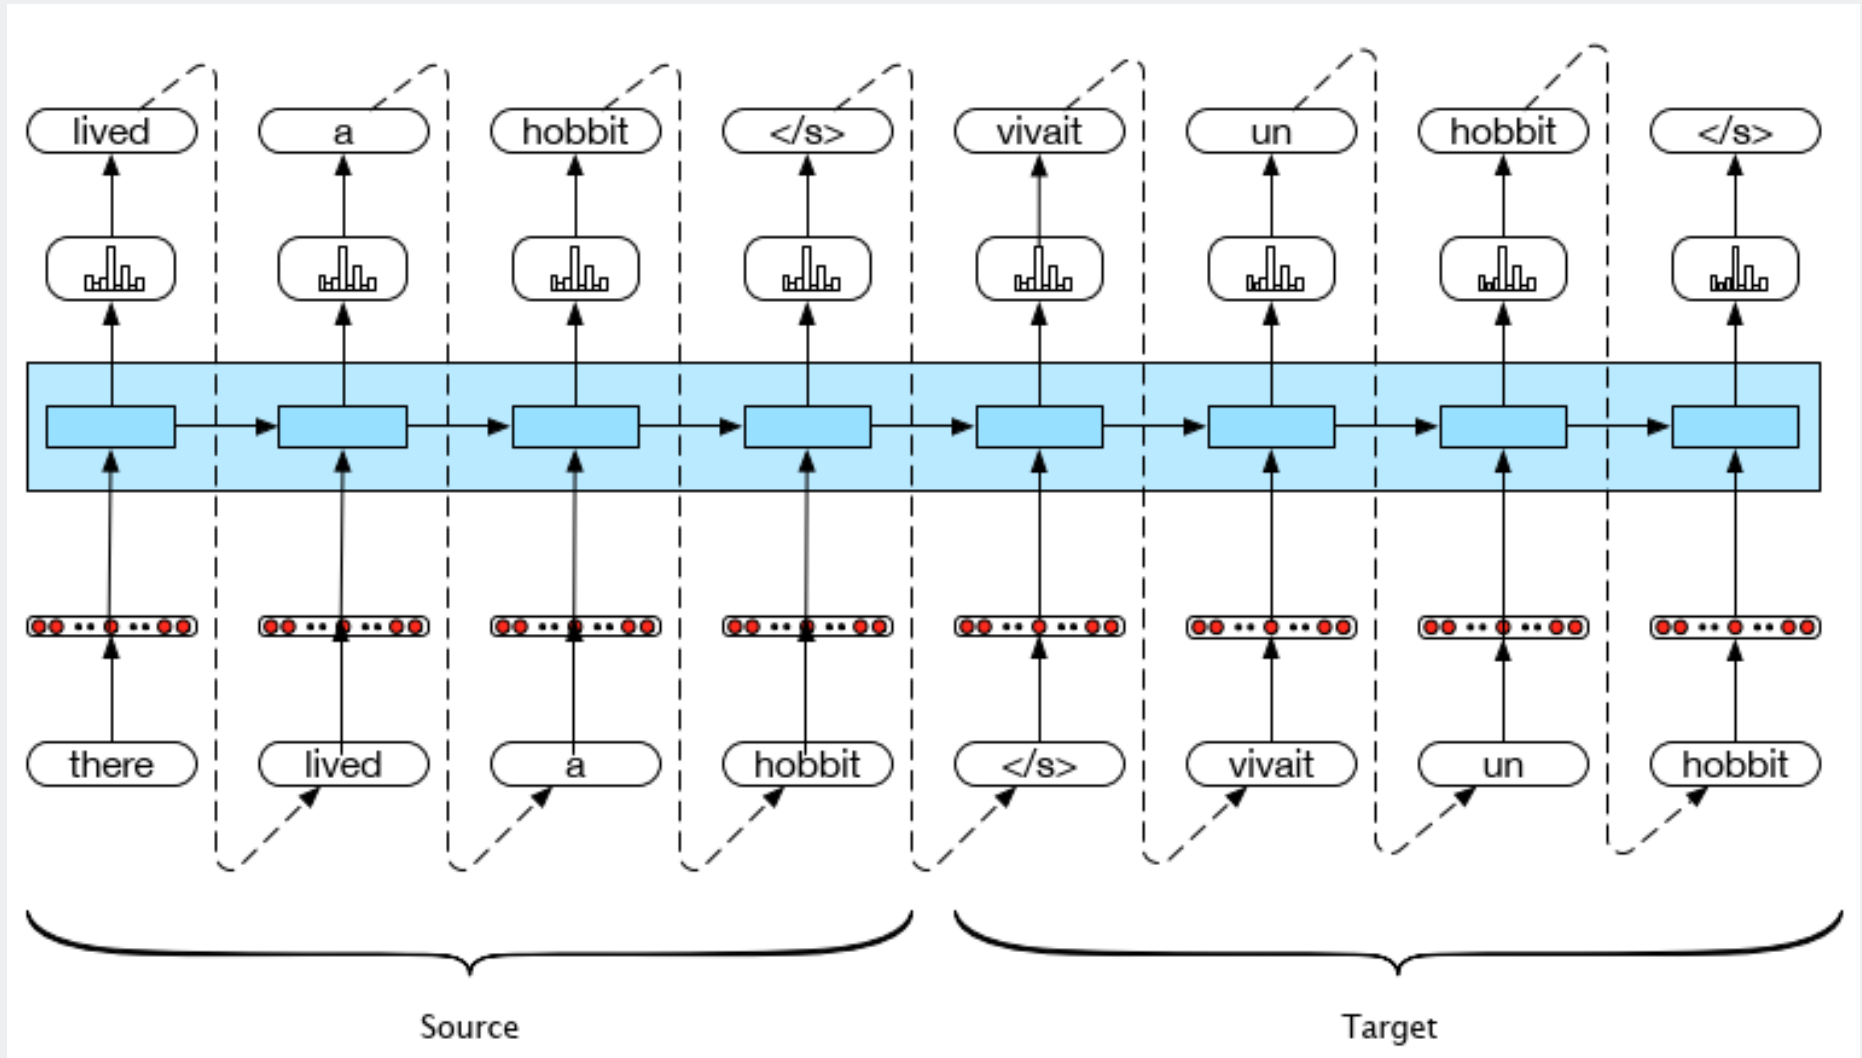 lived a hobbit </s> vivait un hobbit </s>
there lived a hobbit </s> vivait un hobbit
Source Target